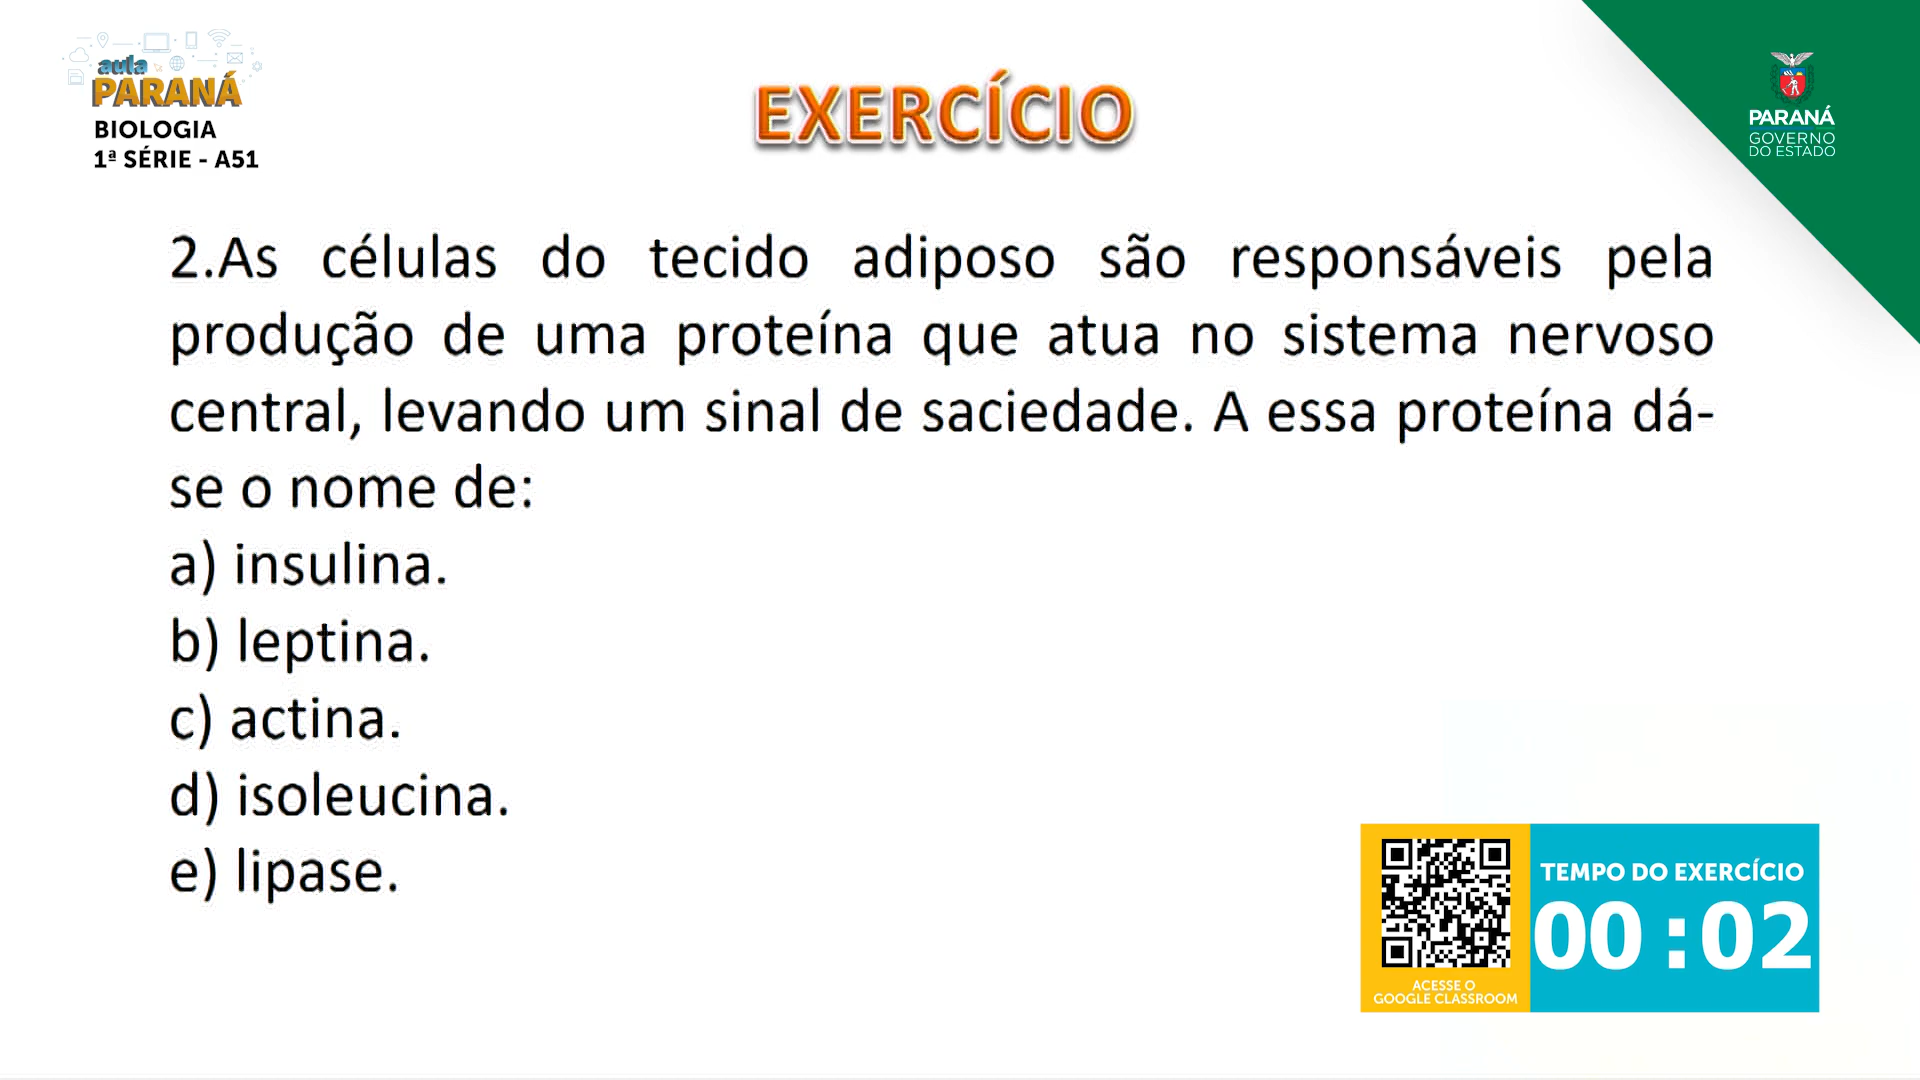 aula
PARANÁ
BIOLOGIA
1ª SÉRIE - A51
EXERCÍCIO
PARANÁ
GOVERNO
DO ESTADO
2.As células do tecido adiposo são responsáveis pela
produção de uma proteína que atua no sistema nervoso
central, levando um sinal de saciedade. A essa proteína dá-
se o nome de:
a) insulina.
b) leptina.
c) actina.
d) isoleucina.
e) lipase.
TEMPO DO EXERCÍCIO
00:02
ACESSE O
GOOGLE CLASSROOM